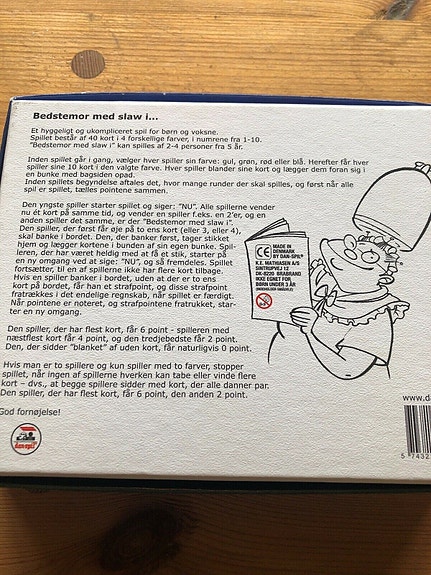 Bedstemor med slaw i...
Et hyggeligt og ukompliceret spil for børn og voksne.
Spillet består af 40 kort i 4 forskellige farver, i numrene fra 1-10.
"Bedstemor med slaw i" kan spilles af 2-4 personer fra 5 år.
Inden spillet går i gang, vælger hver spiller sin farve: gul, grøn, rød eller blå. Herefter får hver
spiller sine 10 kort i den valgte farve. Hver spiller blander sine kort og lægger dem foran sig i
en bunke med bagsiden opad.
Inden spillets begyndelse aftales det, hvor mange runder der skal spilles, og først når alle
spil er spillet, tælles pointene sammen.
Den yngste spiller starter spillet og siger: "NU". Alle spillerne vender
nu ét kort på samme tid, og vender en spiller f.eks. en 2'er, og en
anden spiller det samme, er der "Bedstemor med slaw i".
Den spiller, der først får øje på to ens kort (eller 3, eller 4),
skal banke i bordet. Den, der banker først, tager stikket
hjem og lægger kortene i bunden af sin egen bunke. Spil-
leren, der har været heldig med at få et stik, starter på
en ny omgang ved at sige: "NU", og så fremdeles. Spillet
fortsætter, til en af spillerne ikke har flere kort tilbage.
Hvis en spiller banker i bordet, uden at der er to ens
kort på bordet, får han et strafpoint, og disse strafpoint
fratrækkes i det endelige regnskab, når spillet er færdigt.
Når pointene er noteret, og strafpointene fratrukket, star-
ter en ny omgang.
Den spiller, der har flest kort, får 6 point - spilleren med
næstflest kort får 4 point, og den tredjebedste får 2 point.
Den, der sidder "blanket" af uden kort, får naturligvis 0 point.
Hvis man er to spillere og kun spiller med to farver, stopper
spillet, når ingen af spillerne hverken kan tabe eller vinde flere
kort – dvs., at begge spillere sidder med kort, der alle danner par.
Den spiller, der har flest kort, får 6 point, den anden 2 point.
God fornøjelse!
dan-spil
CE
MADE IN
DENMARK
BY DAN-SPIL
K.E. MATHIASEN A/S
SINTRUPVEJ 12
DK-8220 BRABRAND
IKKE EGNET FOR
BØRN UNDER 3 ÅR
(INDEHOLDER SMÅDELE)
0-3
www.d
5 7432